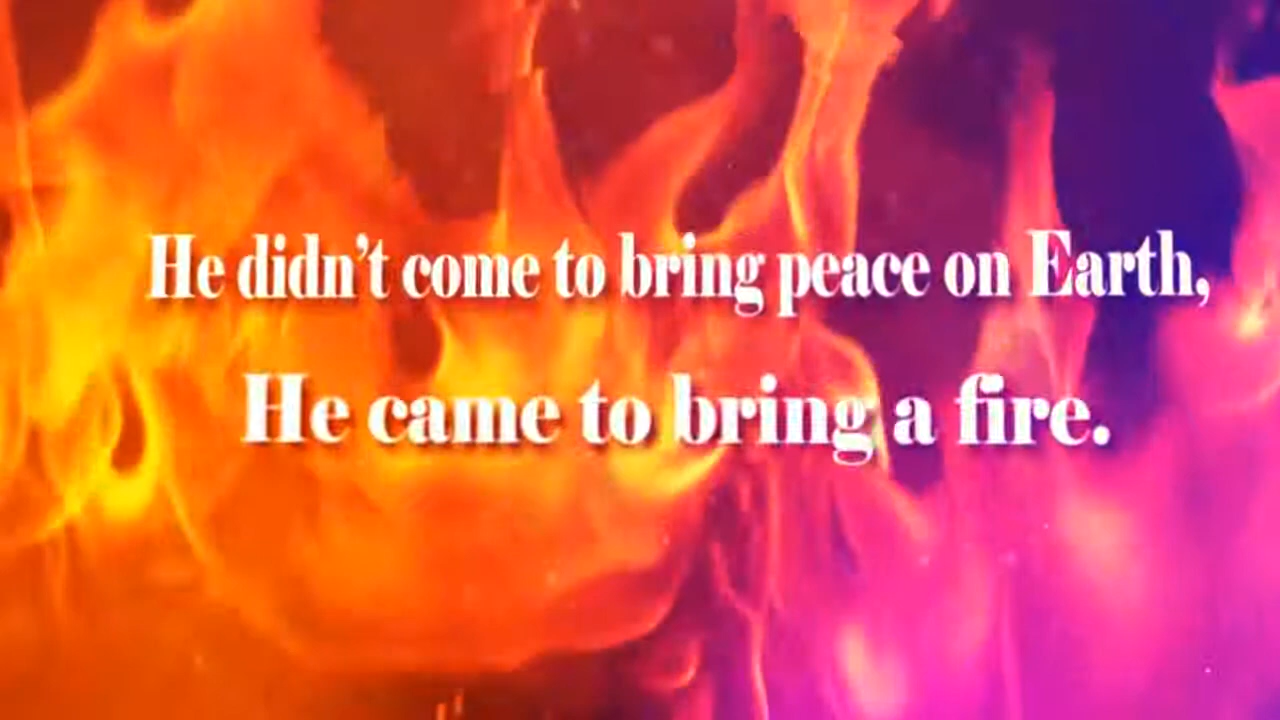 He didn’t come to bring peace on Earth,
He came to bring a fire.